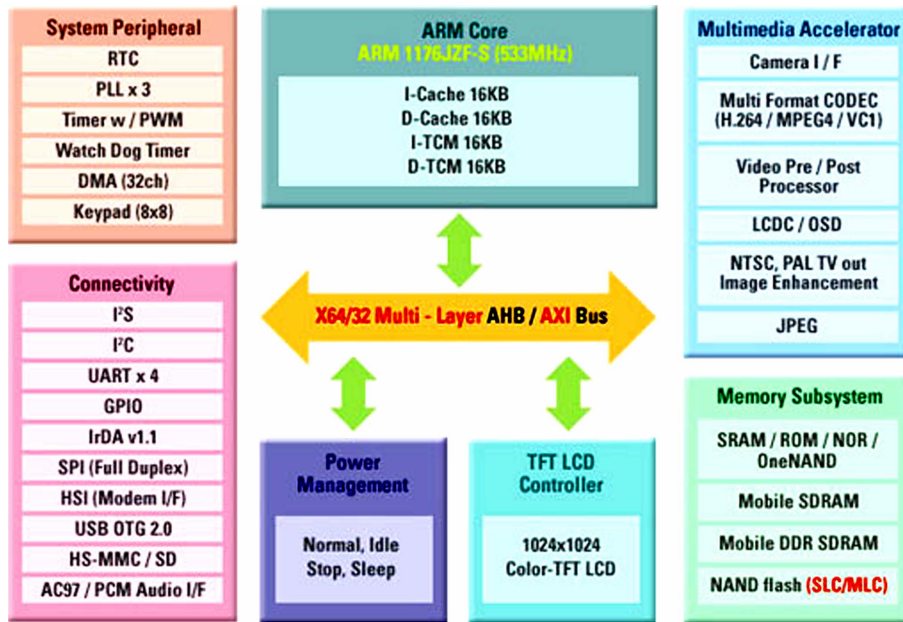 System Peripheral
RTC
PLL x 3
Timer w / PWM
Watch Dog Timer
DMA (32ch)
Keypad (8x8)
Connectivity
I²S
I²C
UART x 4
GPIO
IrDA v1.1
SPI (Full Duplex)
HSI (Modem I/F)
USB OTG 2.0
HS-MMC / SD
AC97 / PCM Audio I/F
ARM Core
ARM 1176JZF-S (533MHz)
I-Cache 16KB
D-Cache 16KB
I-TCM 16KB
D-TCM 16KB
X64/32 Multi - Layer AHB / AXI Bus
Power
Management
Normal, Idle
Stop, Sleep
TFT LCD
Controller
1024x1024
Color-TFT LCD
Multimedia Accelerator
Camera I / F
Multi Format CODEC
(H.264 / MPEG4 / VC1)
Video Pre / Post
Processor
LCDC / OSD
NTSC, PAL TV out
Image Enhancement
JPEG
Memory Subsystem
SRAM / ROM / NOR /
OneNAND
Mobile SDRAM
Mobile DDR SDRAM
NAND flash (SLC/MLC)